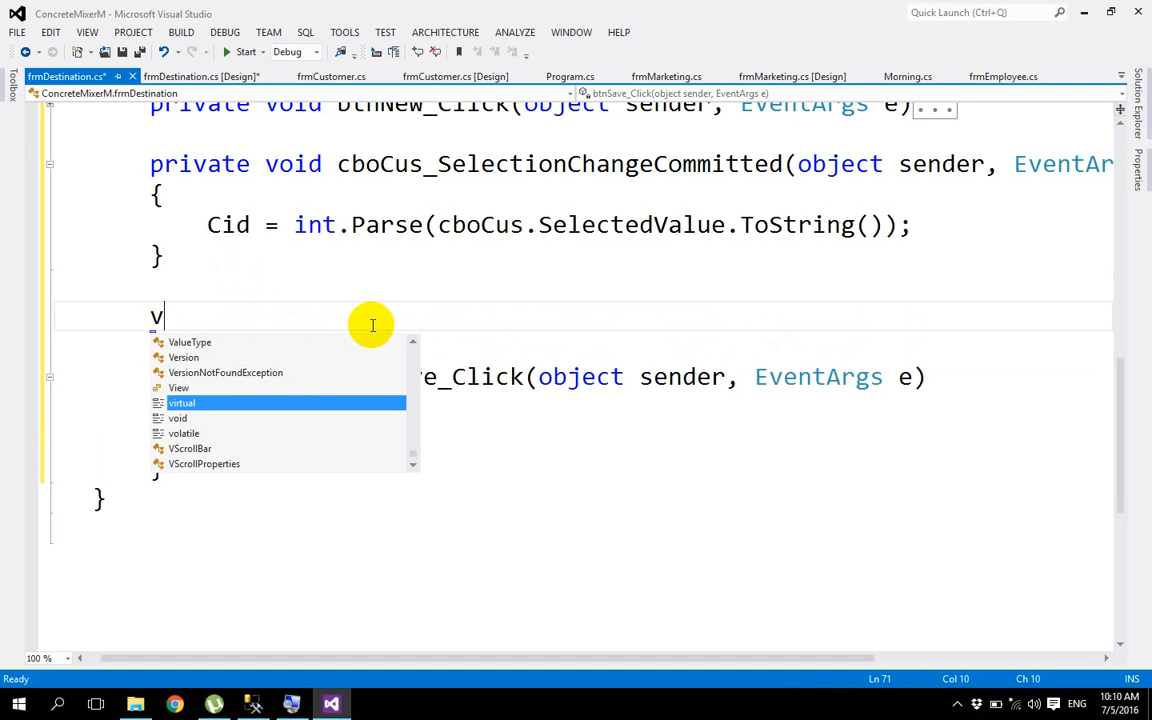 ConcreteMixerM - Microsoft Visual Studio
Quick Launch (Ctrl+Q)
FILE EDIT VIEW PROJECT BUILD DEBUG TEAM SQL TOOLS TEST ARCHITECTURE ANALYZE WINDOW HELP
Start Debug
frmDestination.cs* frmDestination.cs [Design]* frmCustomer.cs frmCustomer.cs [Design] Program.cs frmMarketing.cs frmMarketing.cs [Design] Morning.cs frmEmployee.cs
Toolbox
Solution Explorer
Properties
ConcreteMixerM.frmDestination btnSave_Click(object sender, EventArgs e)
private void btnNew_Click(object sender, EventArgs e)...
private void cboCus_SelectionChangeCommitted(object sender, EventAr
{
Cid = int.Parse(cboCus.SelectedValue.ToString());
}
v
ValueType
Version
VersionNotFoundException
View
ve_Click(object sender, EventArgs e)
virtual
void
volatile
VScrollBar
VScrollProperties
}
}
100 %
Ready Ln 71 Col 10 Ch 10 INS
ENG 10:10 AM
7/5/2016